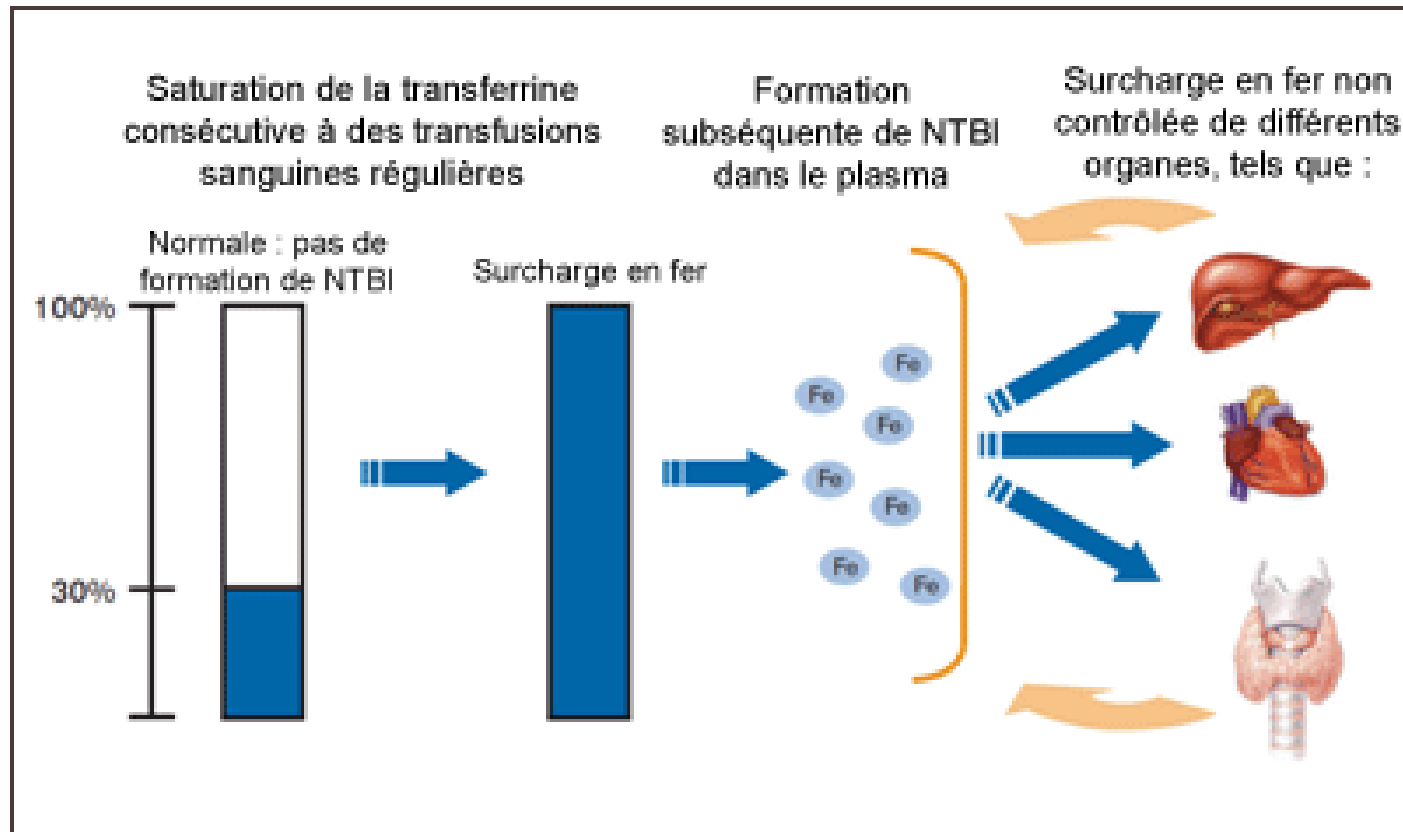 Saturation de la transferrine
consécutive à des transfusions
sanguines régulières
Formation
subséquente de NTBI
dans le plasma
Surcharge en fer non
contrôlée de différents
organes, tels que :
Normale : pas de
formation de NTBI
Surcharge en fer
100%
30%
Fe
Fe
Fe
Fe
Fe
Fe
Fe